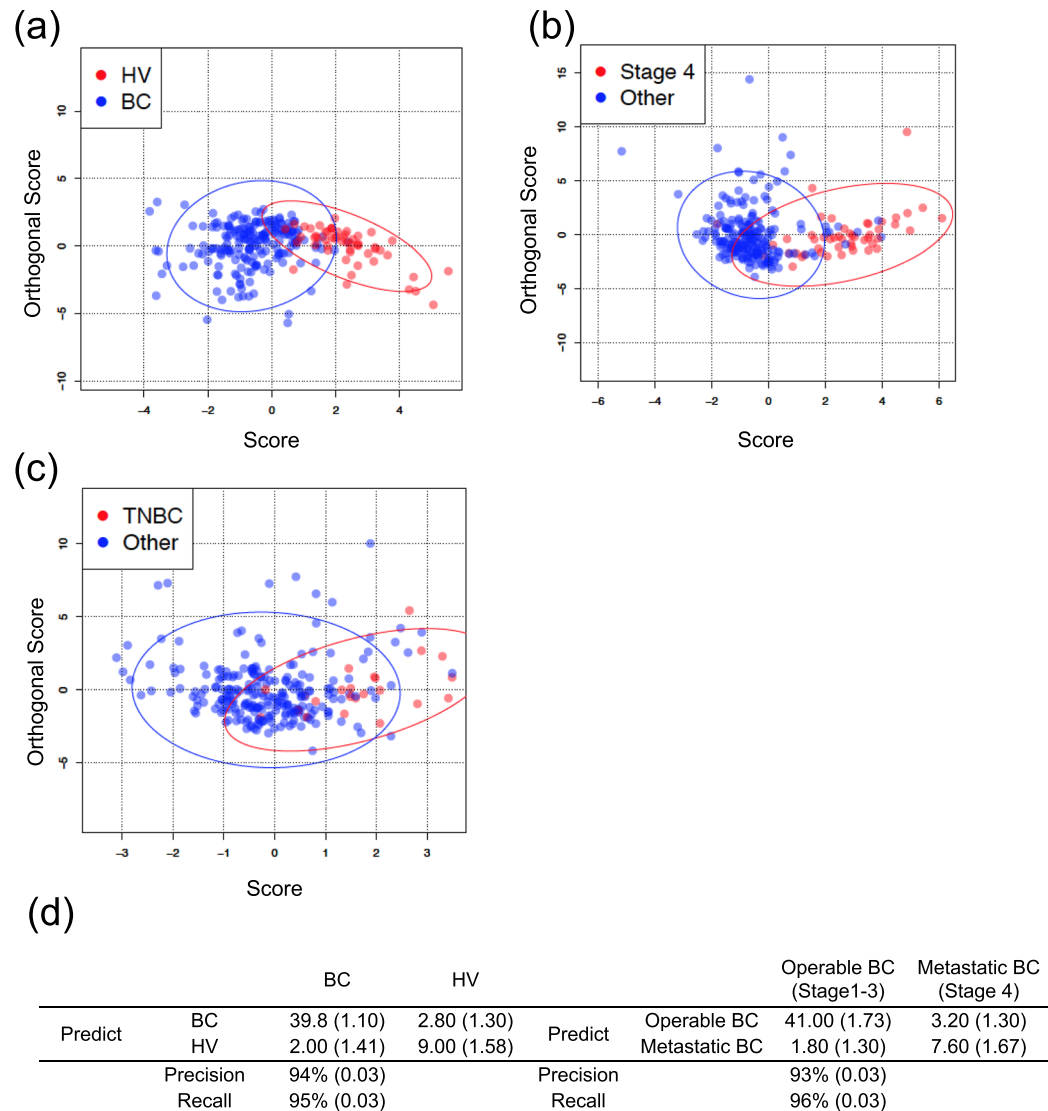 (a)
HV
BC
10
5
0
−5
−10
Orthogonal Score
−4 −2 0 2 4
Score
(b)
Stage 4
Other
15
10
5
0
−5
−10
Orthogonal Score
−6 −4 −2 0 2 4 6
Score
(c)
TNBC
Other
10
5
0
−5
Orthogonal Score
−3 −2 −1 0 1 2 3
Score
(d)
BC HV Operable BC (Stage1-3) Metastatic BC (Stage 4)
Predict BC 39.8 (1.10) 2.80 (1.30) Predict Operable BC 41.00 (1.73) 3.20 (1.30)
HV 2.00 (1.41) 9.00 (1.58) Metastatic BC 1.80 (1.30) 7.60 (1.67)
Precision 94% (0.03) Precision 93% (0.03)
Recall 95% (0.03) Recall 96% (0.03)